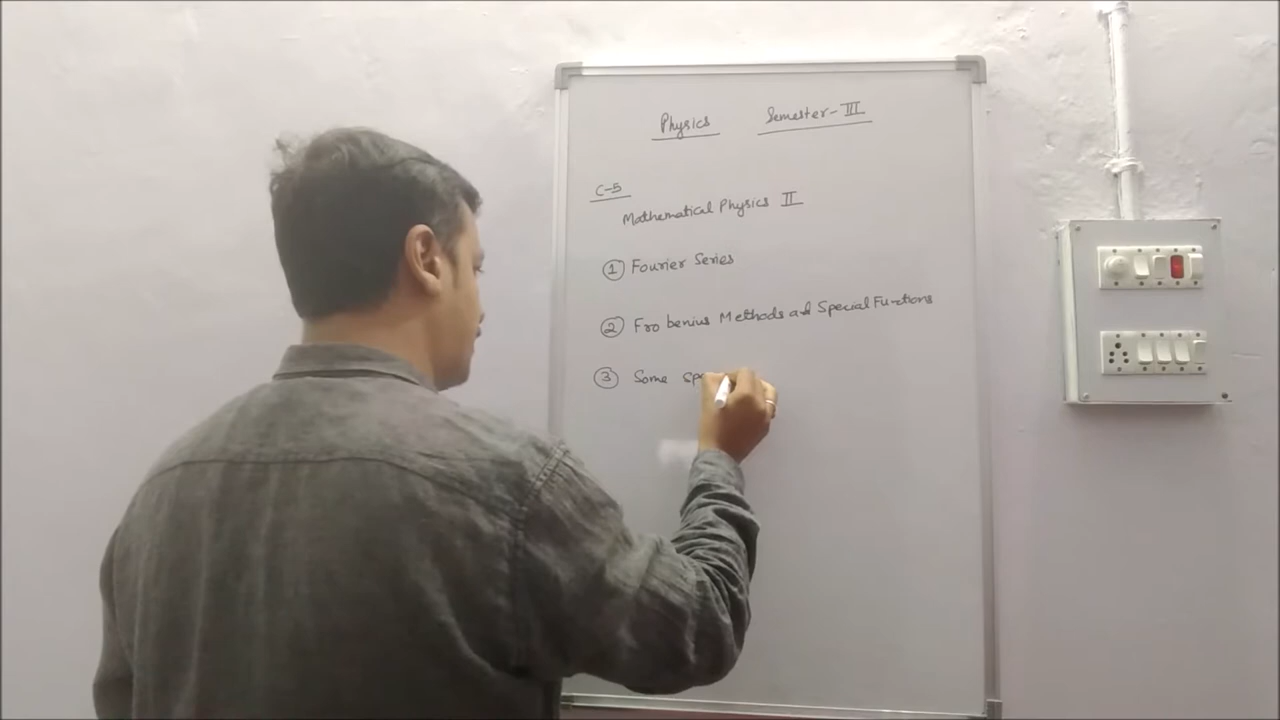 Physics Semester-III
C-5
Mathematical Physics II
① Fourier Series
② Frobenius Methods and Special Functions
③ Some